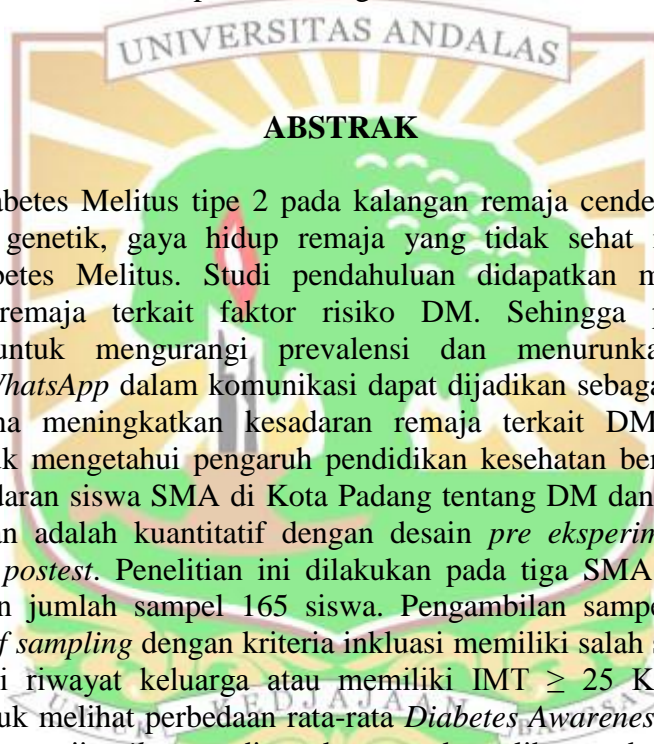 UNIVERSITAS ANDALAS
ABSTRAK
betes Melitus tipe 2 pada kalangan remaja cende
genetik, gaya hidup remaja yang tidak sehat
betes Melitus. Studi pendahuluan didapatkan m
remaja terkait faktor risiko DM. Sehingga
untuk mengurangi prevalensi dan menurunka
WhatsApp dalam komunikasi dapat dijadikan sebaga
na meningkatkan kesadaran remaja terkait DM
uk mengetahui pengaruh pendidikan kesehatan ber
daran siswa SMA di Kota Padang tentang DM dan
an adalah kuantitatif dengan desain pre eksperim
postest. Penelitian ini dilakukan pada tiga SMA
n jumlah sampel 165 siswa. Pengambilan sampe
f sampling dengan kriteria inkluasi memiliki salah s
i riwayat keluarga atau memiliki IMT ≥ 25 K
uk melihat perbedaan rata-rata Diabetes Awarenes